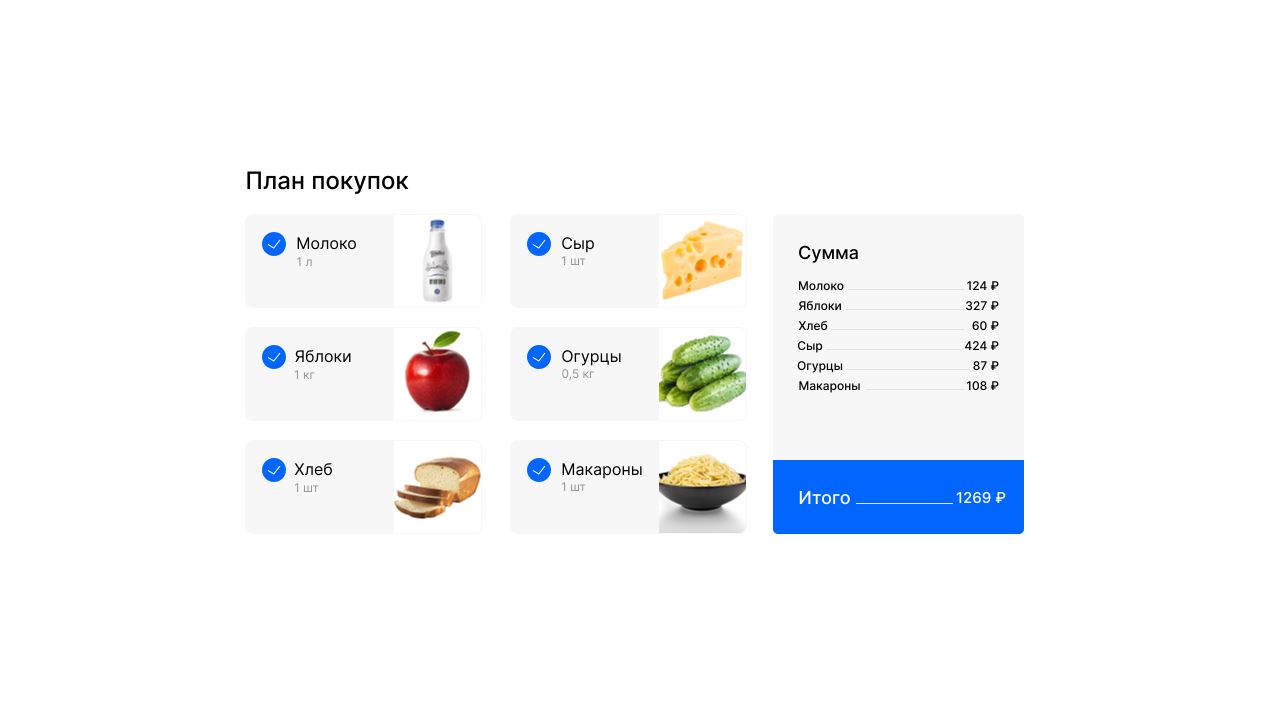 План покупок
Молоко
1 л
Сыр
1 шт
Яблоки
1 кг
Огурцы
0,5 кг
Хлеб
1 шт
Макароны
1 шт
Сумма
Молоко 124 ₽
Яблоки 327 ₽
Хлеб 60 ₽
Сыр 424 ₽
Огурцы 87 ₽
Макароны 108 ₽
Итого 1269 ₽